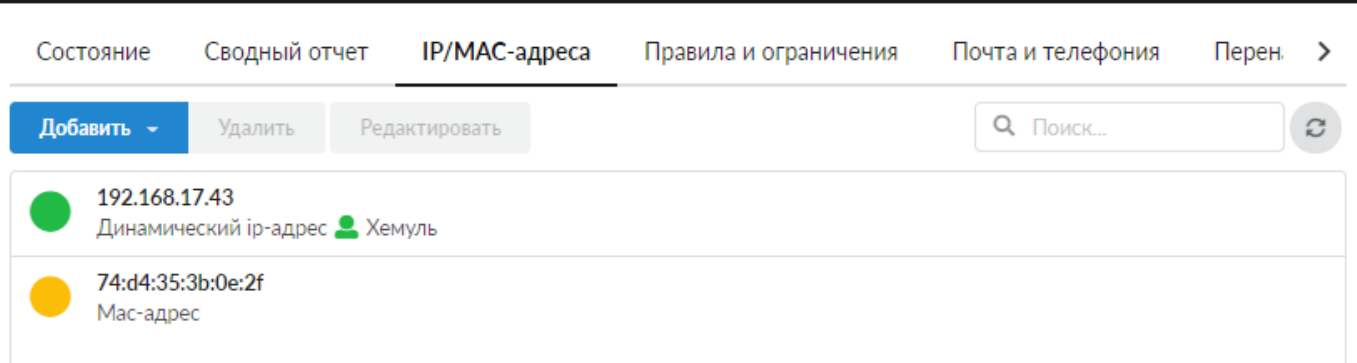 Состояние Сводный отчет IP/MAC-адреса Правила и ограничения Почта и телефония Перен
Добавить Удалить Редактировать Поиск...
192.168.17.43
Динамический ip-адрес Хемуль
74:d4:35:3b:0e:2f
Мас-адрес